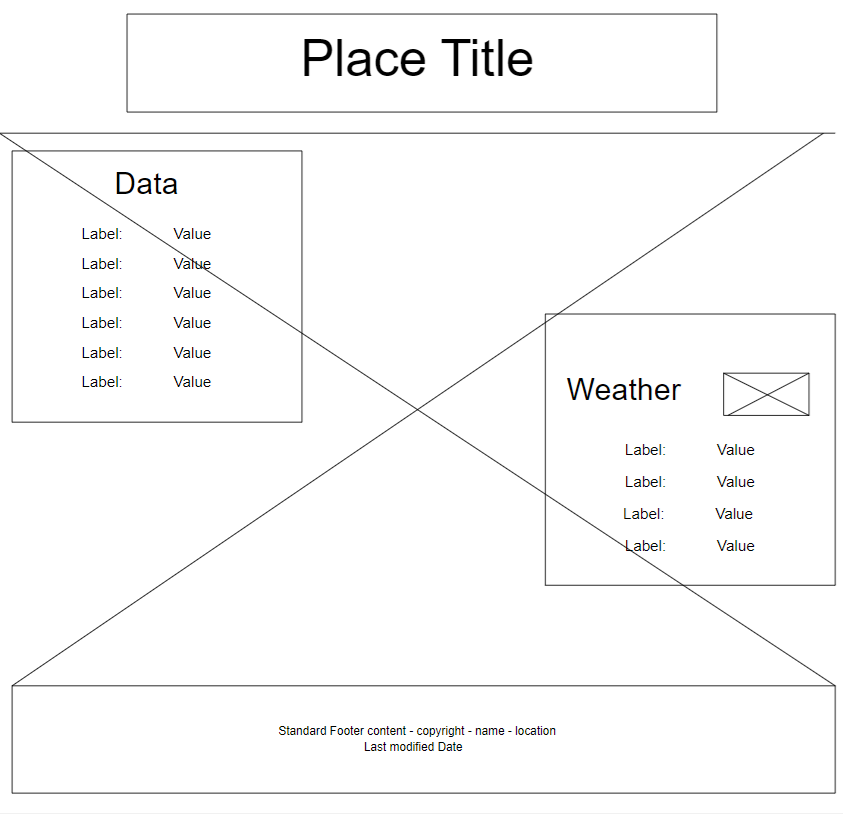 Place Title
Data
Label: Value
Label: Value
Label: Value
Label: Value
Label: Value
Label: Value
Weather
Label: Value
Label: Value
Label: Value
Label: Value
Standard Footer content - copyright - name - location
Last modified Date